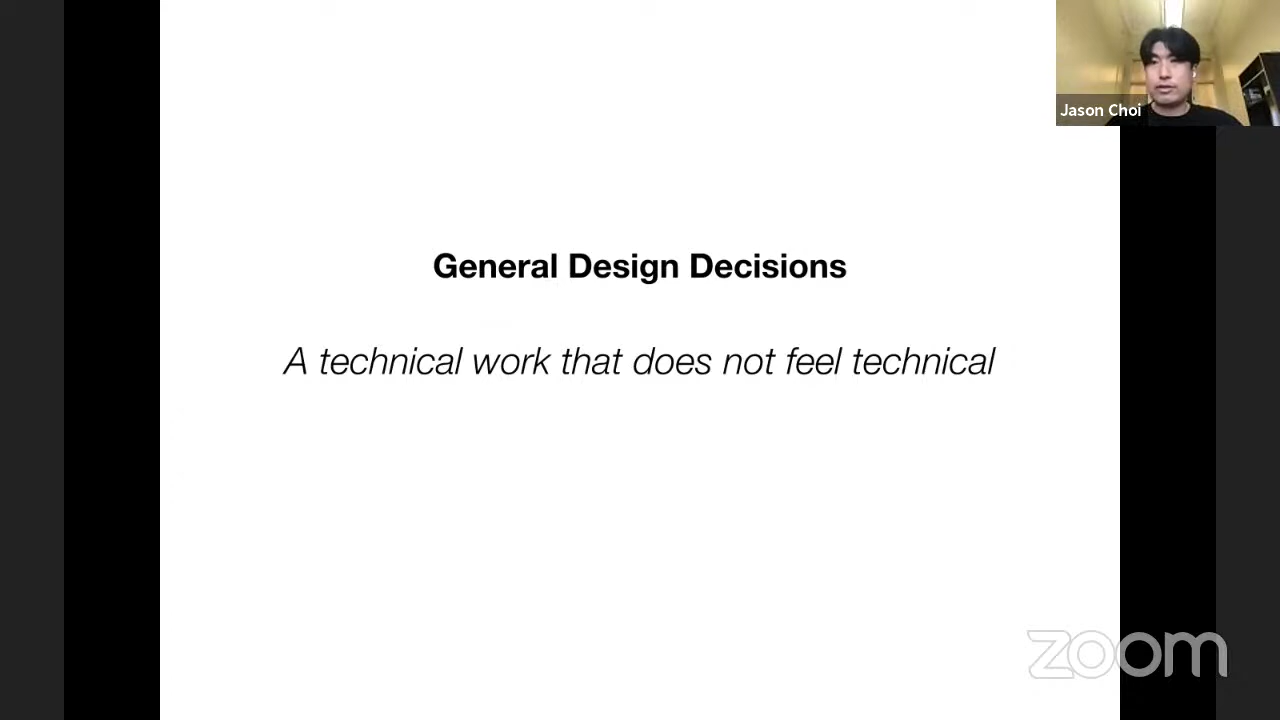 Jason Choi
General Design Decisions
A technical work that does not feel technical
zoom